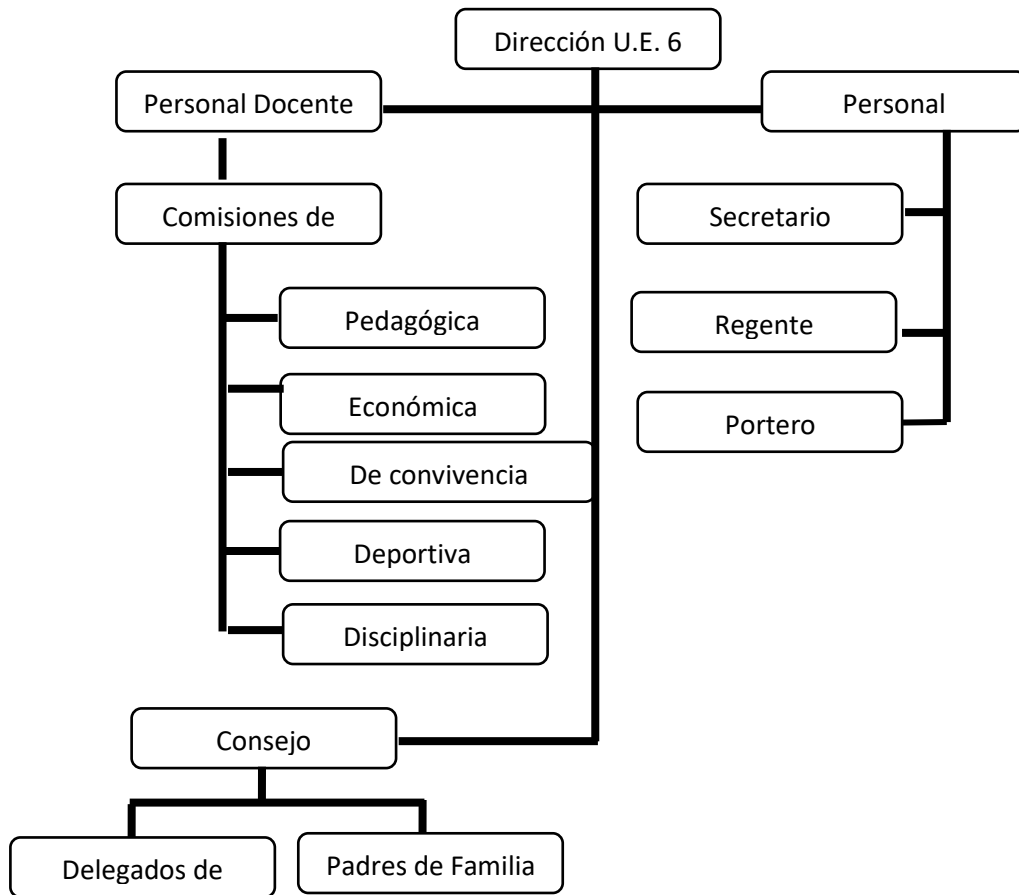 Dirección U.E. 6
Personal Docente
Personal
Comisiones de
Secretario
Pedagógica
Regente
Económica
Portero
De convivencia
Deportiva
Disciplinaria
Consejo
Delegados de
Padres de Familia